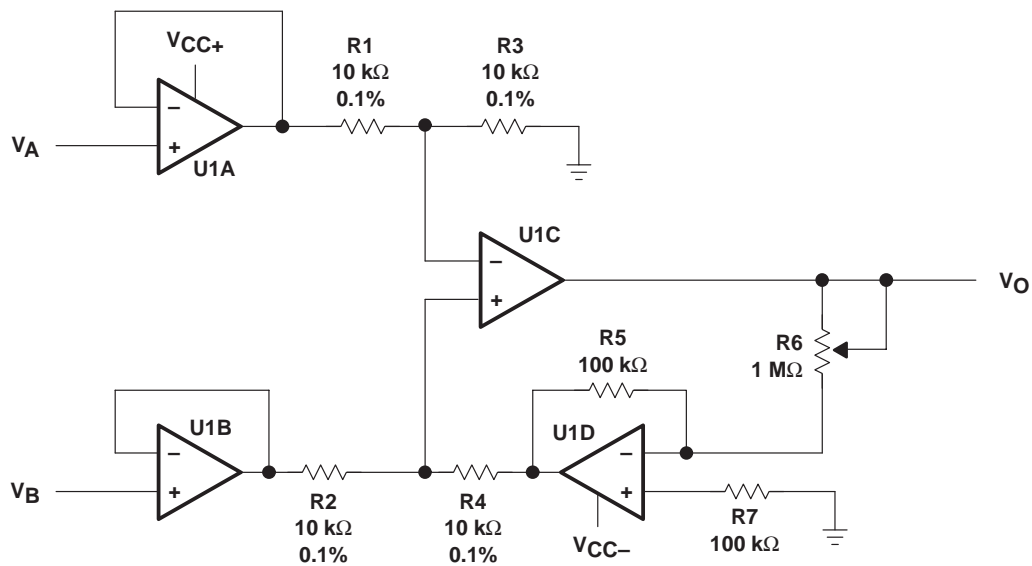 VCC+
R1
10 kΩ
0.1%
R3
10 kΩ
0.1%
−
+
VA
U1A
U1C
−
+
VO
R5
100 kΩ
R6
1 MΩ
U1B
−
+
VB
U1D
−
+
R2
10 kΩ
0.1%
R4
10 kΩ
0.1%
VCC−
R7
100 kΩ